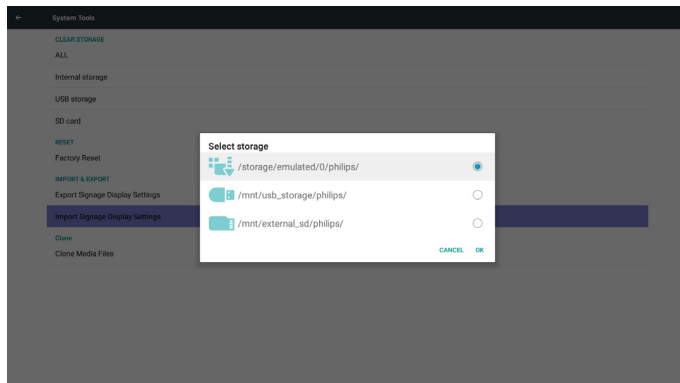 System Tools
CLEAR STORAGE
ALL
Internal storage
USB storage
SD card
RESET
Factory Reset
IMPORT & EXPORT
Export Signage Display Settings
Import Signage Display Settings
Clone
Clone Media Files
Select storage
/storage/emulated/0/philips/
/mnt/usb_storage/philips/
/mnt/external_sd/philips/
CANCEL OK